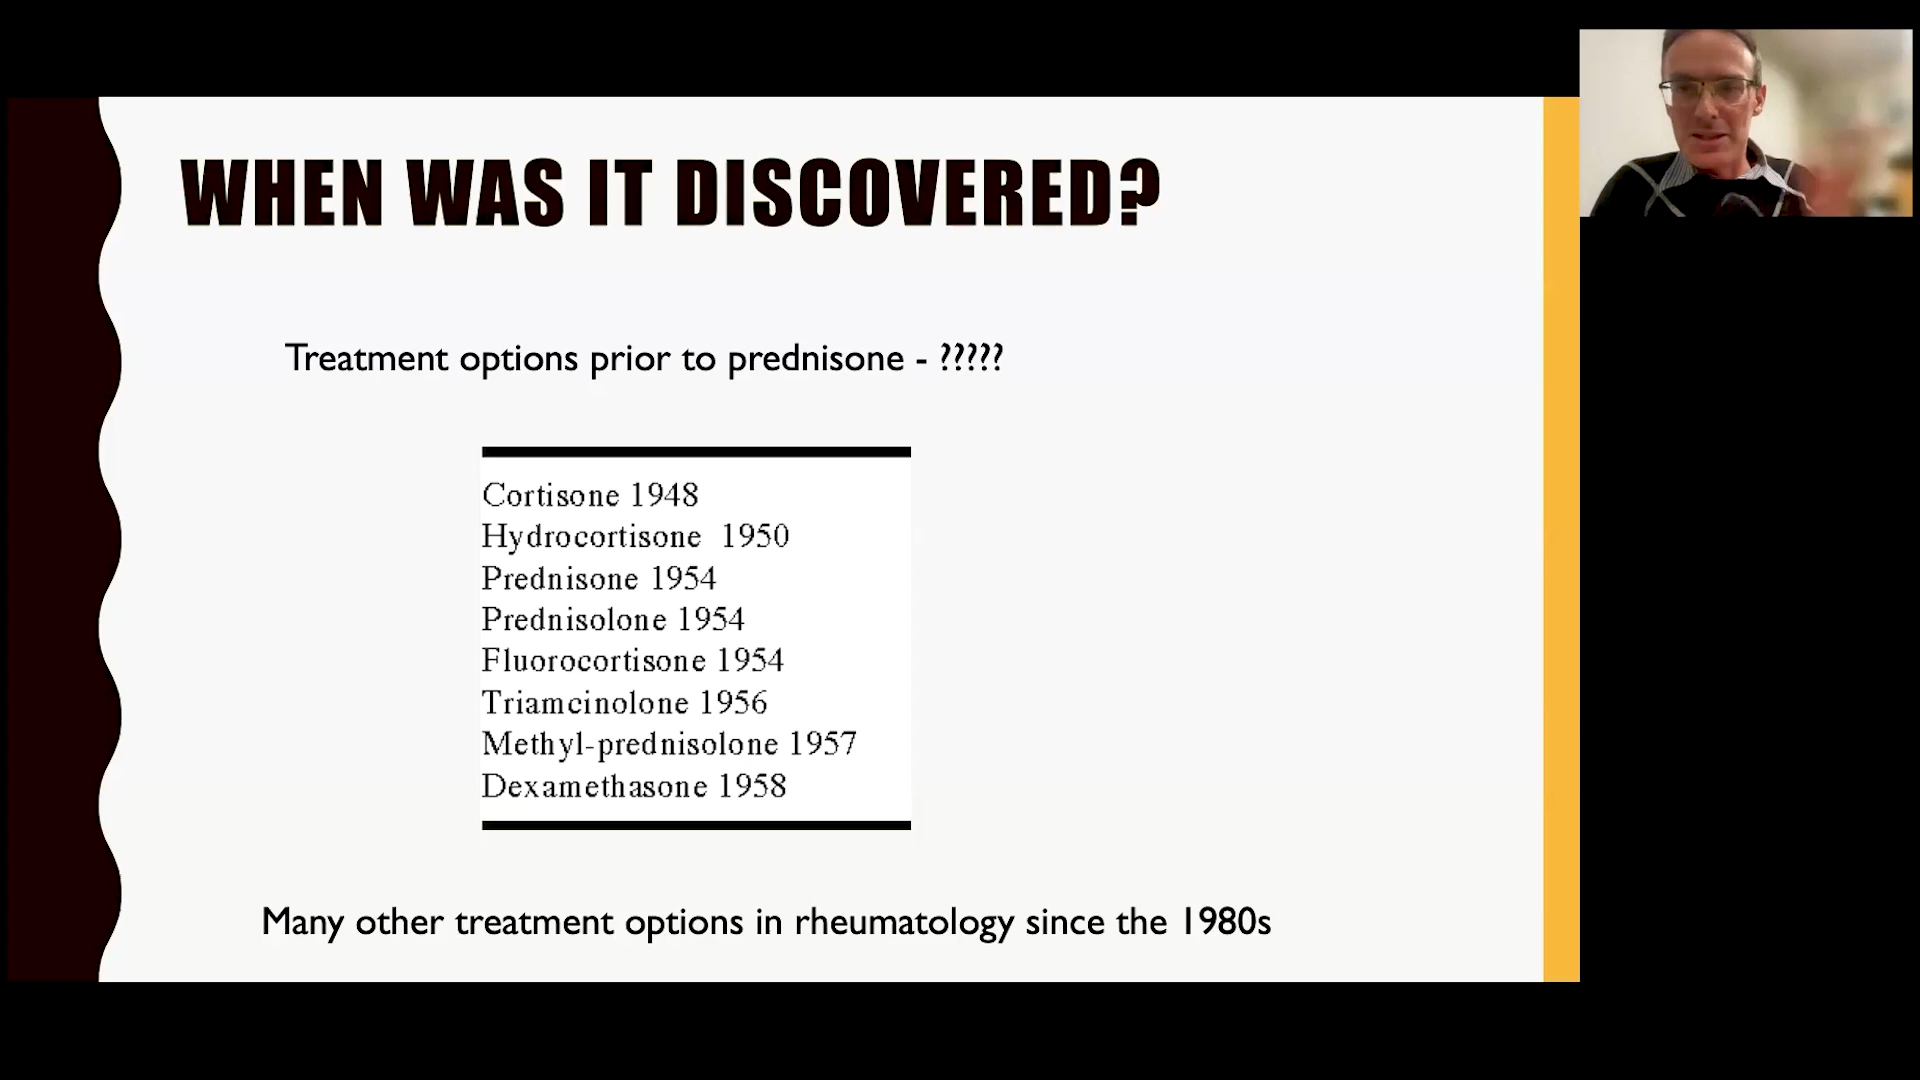 WHEN WAS IT DISCOVERED?
Treatment options prior to prednisone - ?????
Cortisone 1948
Hydrocortisone 1950
Prednisone 1954
Prednisolone 1954
Fluorocortisone 1954
Triamcinolone 1956
Methyl-prednisolone 1957
Dexamethasone 1958
Many other treatment options in rheumatology since the 1980s